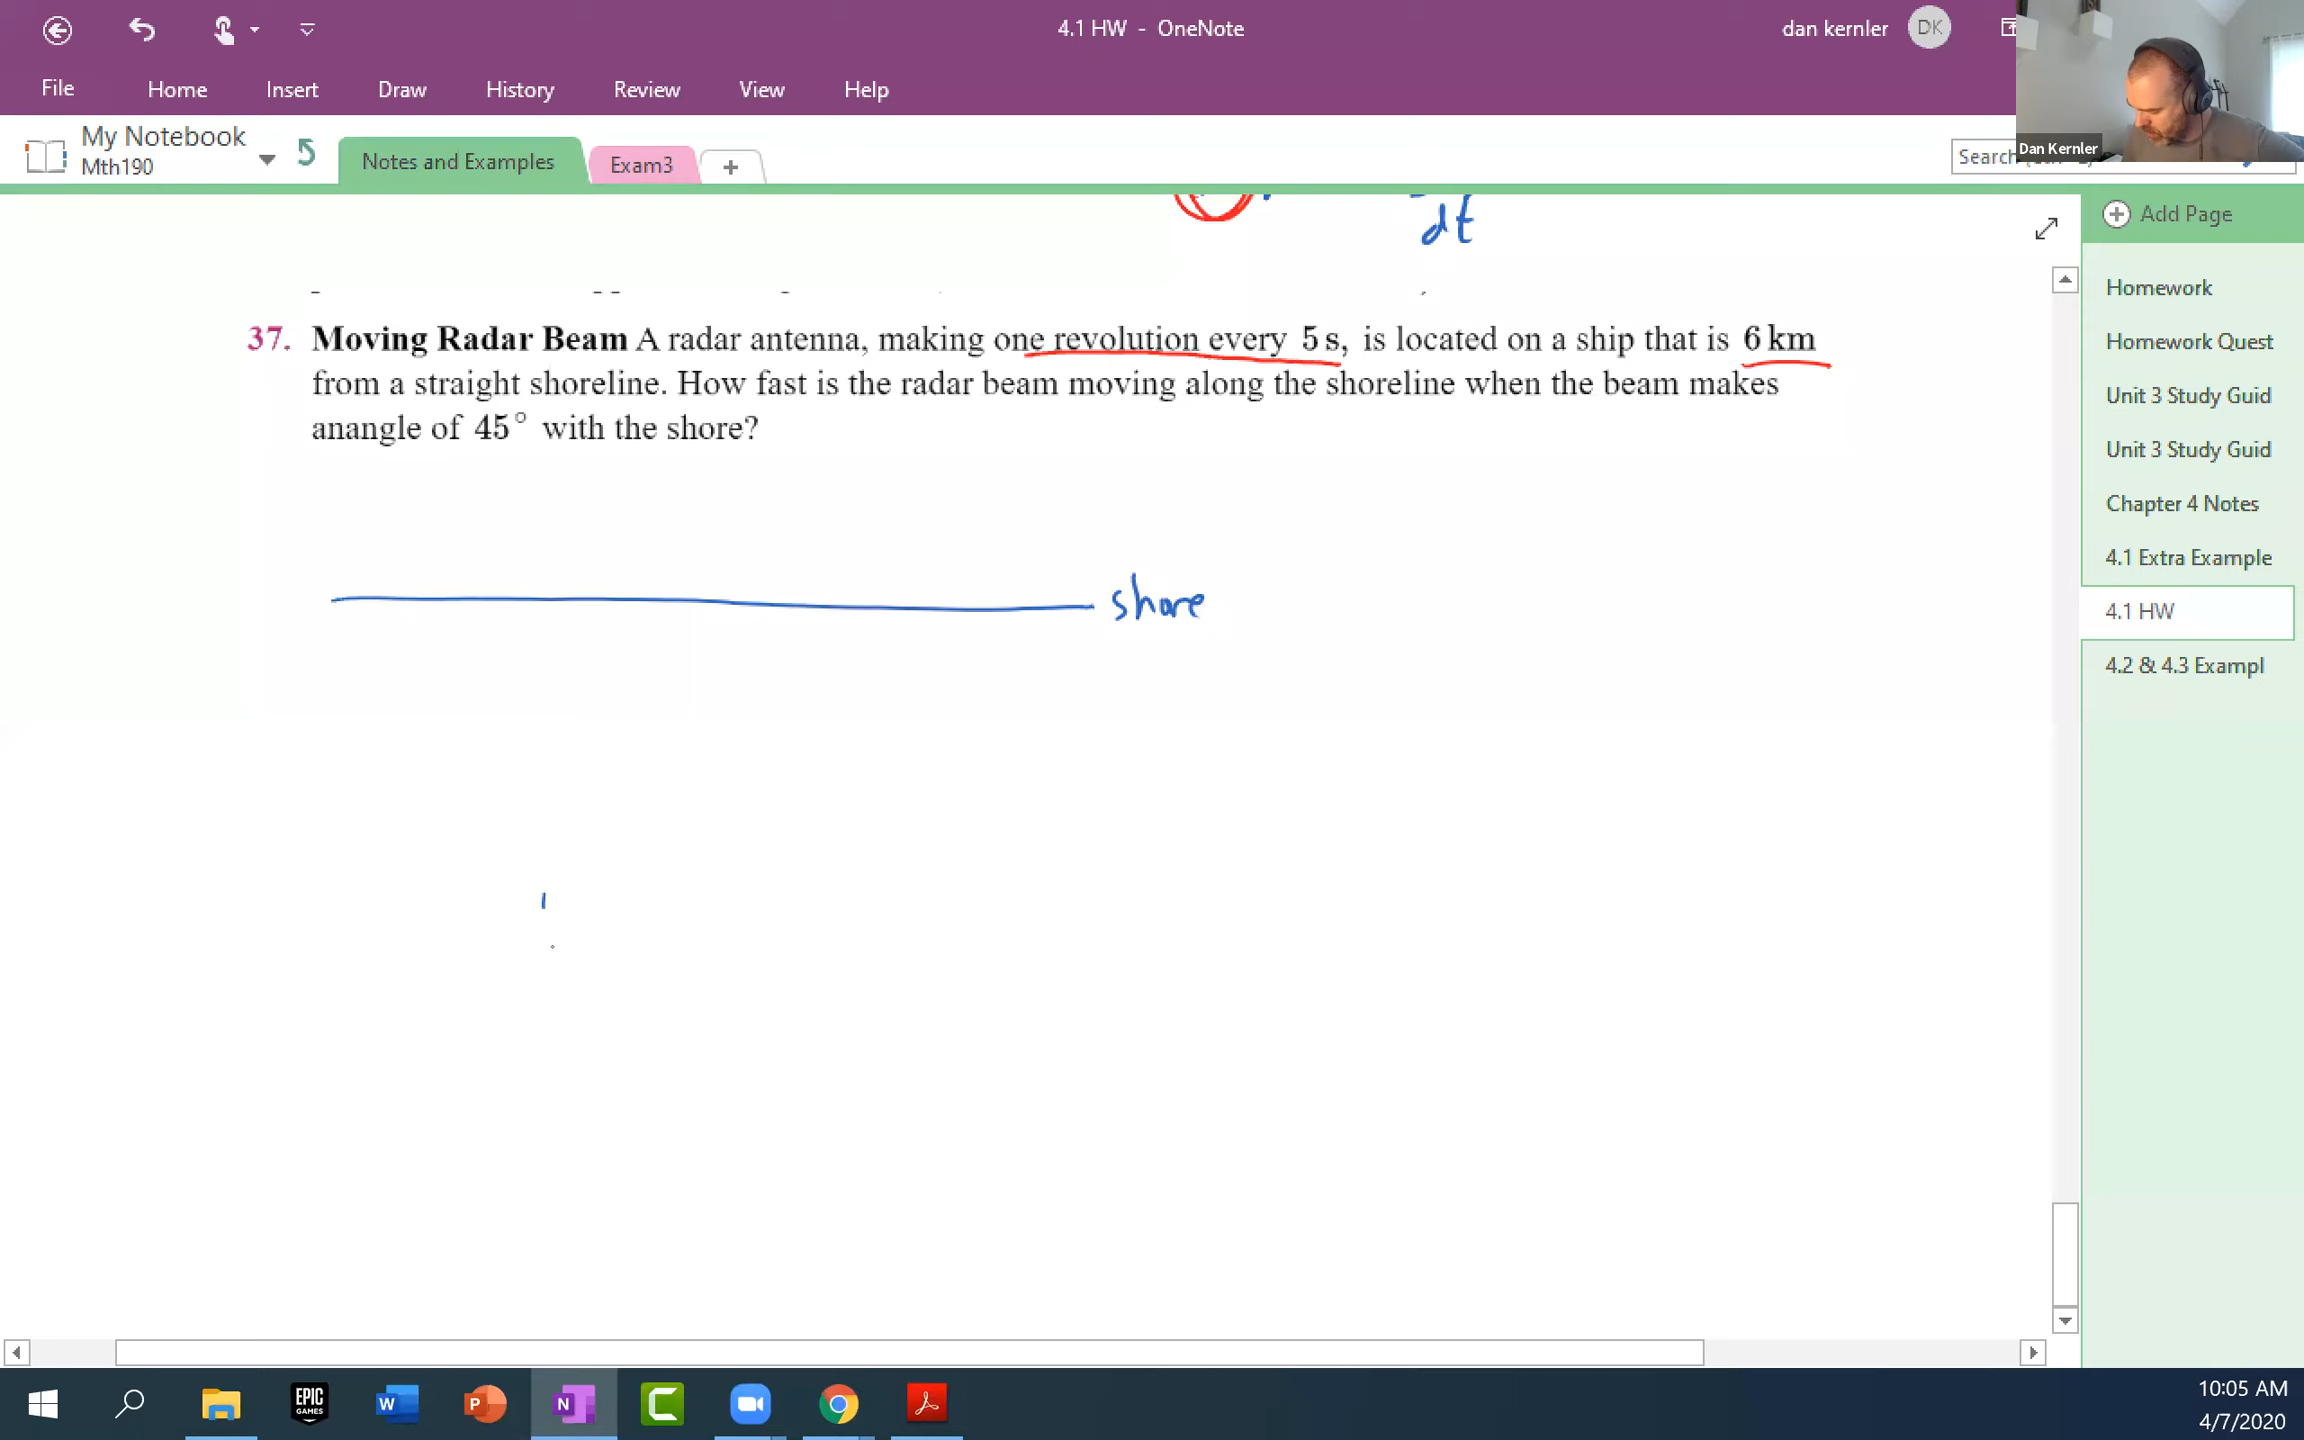 4.1 HW - OneNote
dan kernler
DK
File
Home
Insert
Draw
History
Review
View
Help
My Notebook
Mth190
Notes and Examples
Exam3
+
Search
Dan Kernler
Add Page
Homework
Homework Quest
Unit 3 Study Guid
Unit 3 Study Guid
Chapter 4 Notes
4.1 Extra Example
4.1 HW
4.2 & 4.3 Exampl
dt
37. Moving Radar Beam A radar antenna, making one revolution every 5 s, is located on a ship that is 6 km
from a straight shoreline. How fast is the radar beam moving along the shoreline when the beam makes
anangle of 45° with the shore?
shore
EPIC
GAMES
W
P
N
10:05 AM
4/7/2020